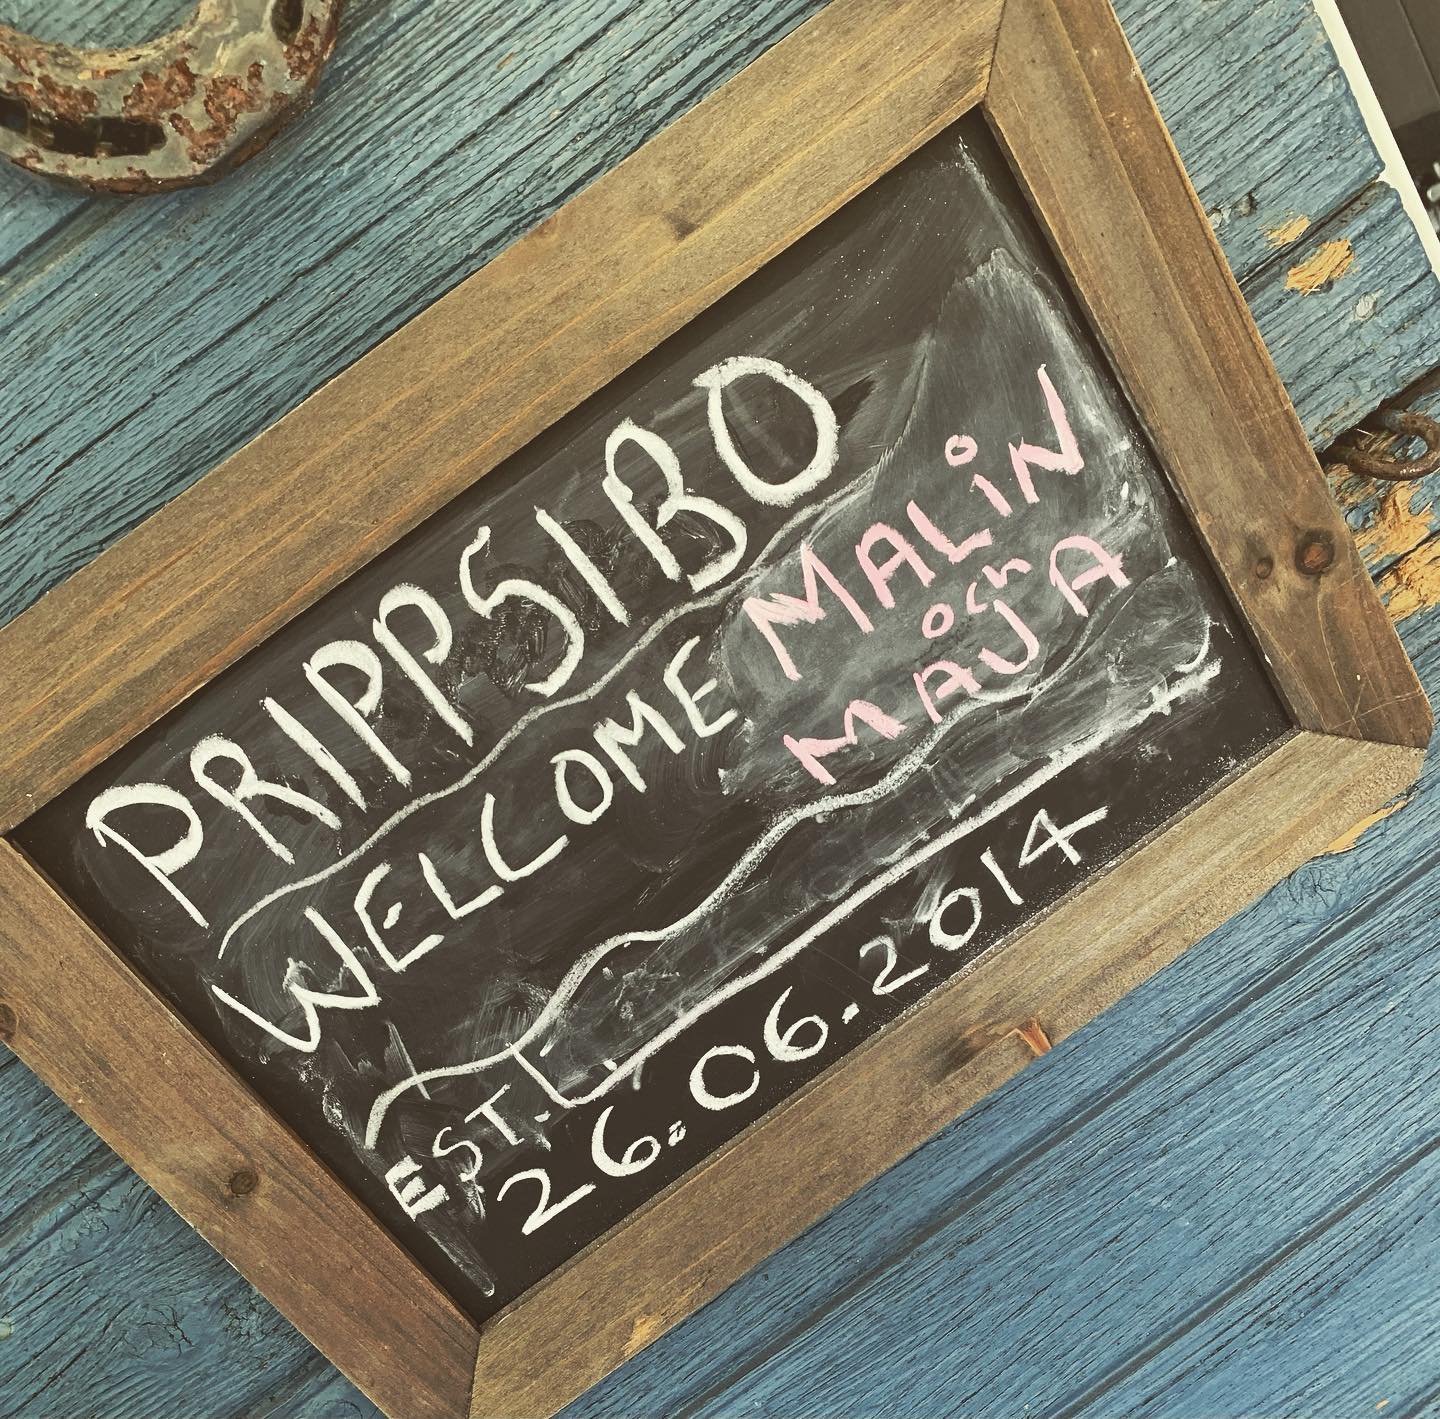 PRIPPSIBO
WELLCOME
MALIN
och
MAJA
EST.
26.06.2014